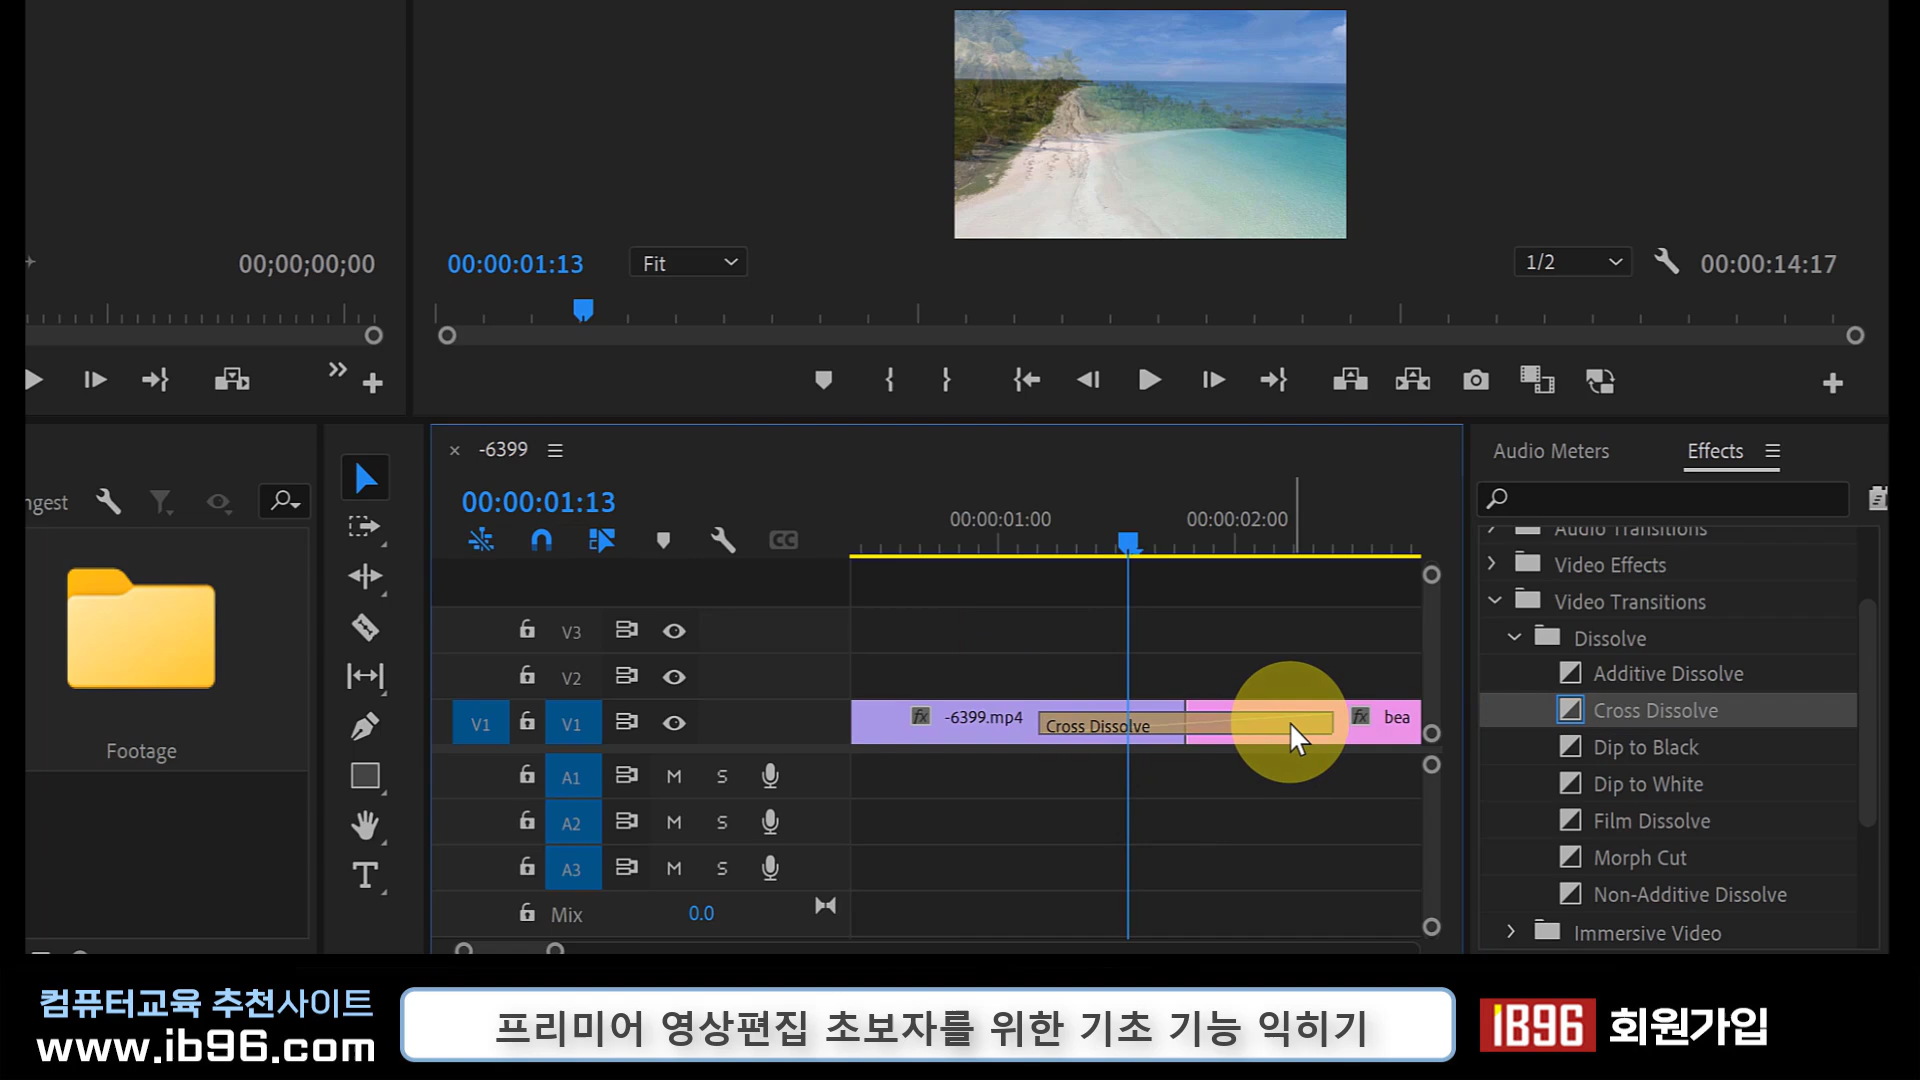 00;00;00;00
00:00:01:13
Fit
1/2
00:00:14:17
ngest
Footage
× -6399
00:00:01:13
CC
00:00:01:00
00:00:02:00
V3
V2
V1 V1
fx -6399.mp4 Cross Dissolve fx bea
A1 M S
A2 M S
A3 M S
Mix 0.0
Audio Meters Effects
Audio Transitions
Video Effects
Video Transitions
Dissolve
Additive Dissolve
Cross Dissolve
Dip to Black
Dip to White
Film Dissolve
Morph Cut
Non-Additive Dissolve
Immersive Video
컴퓨터교육 추천사이트
www.ib96.com
프리미어 영상편집 초보자를 위한 기초 기능 익히기
IB96 회원가입